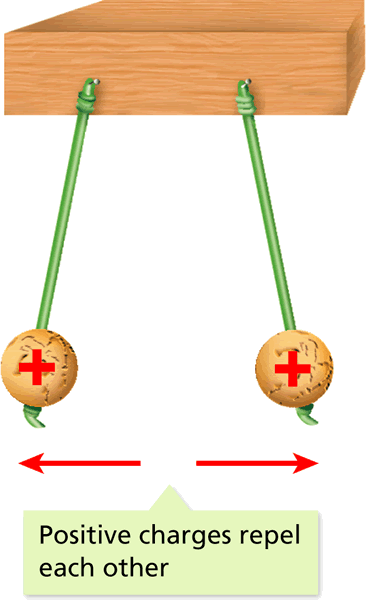 + +
Positive charges repel
each other